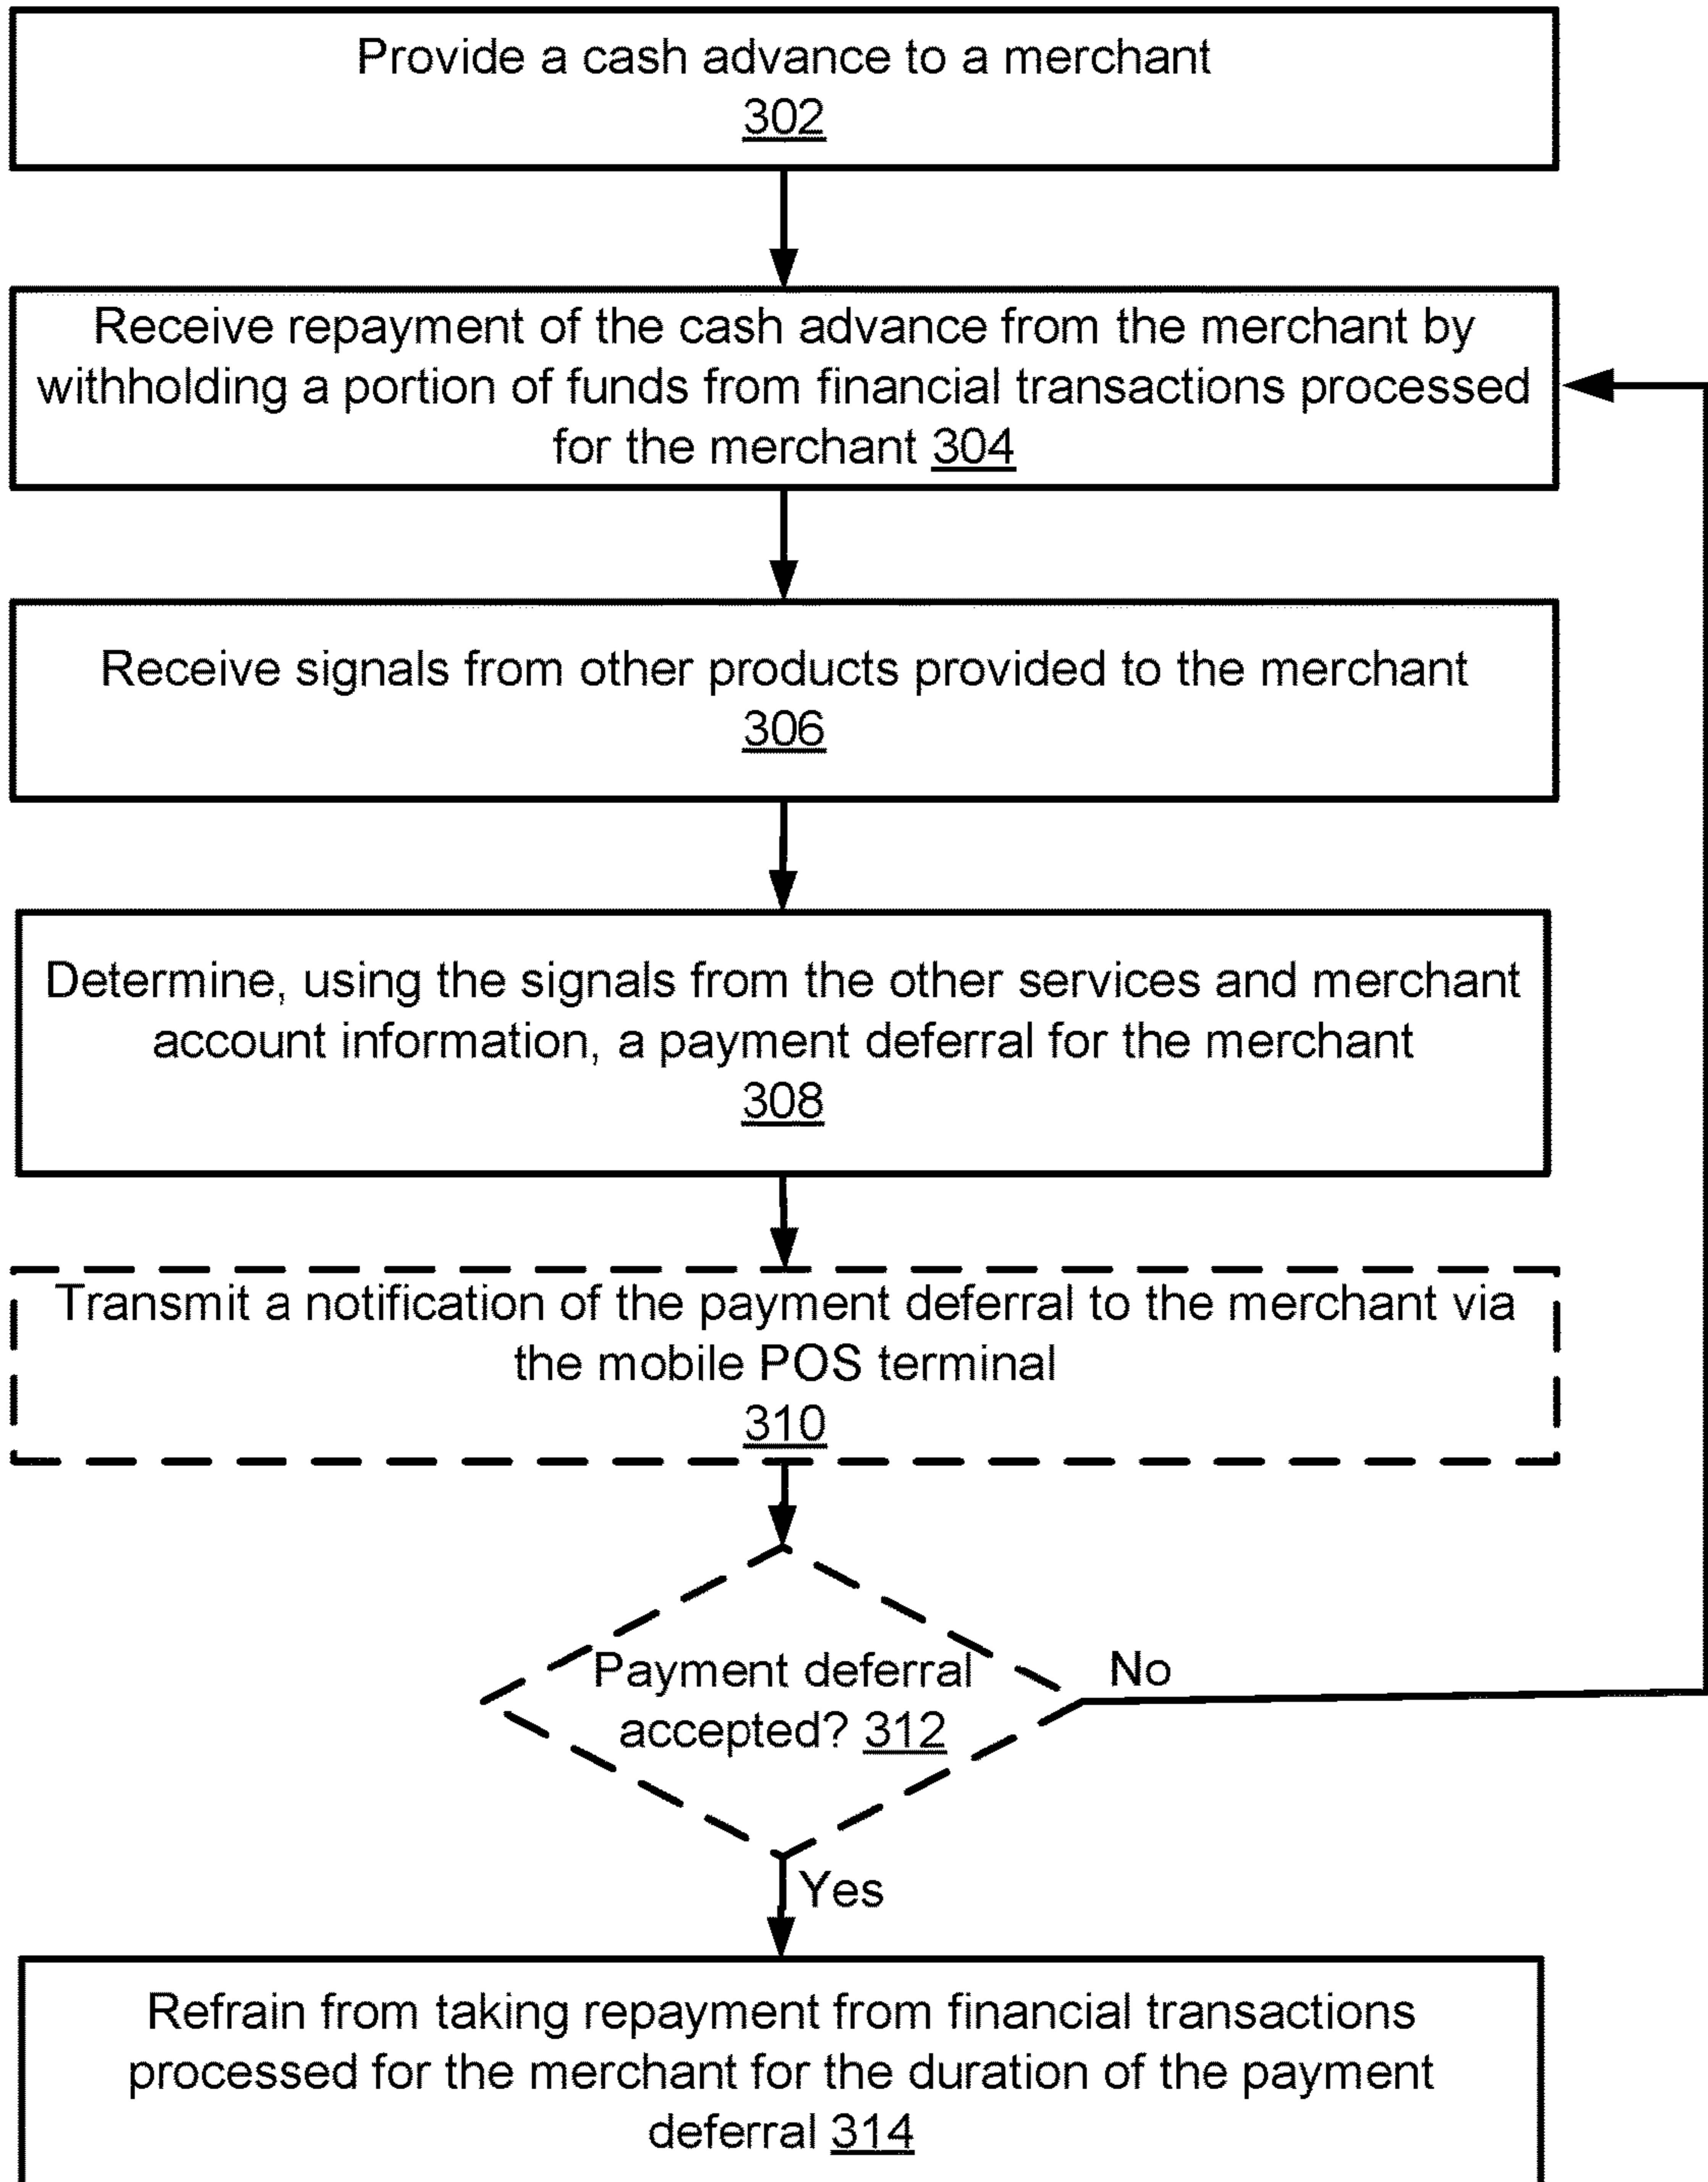 Provide a cash advance to a merchant
302
Receive repayment of the cash advance from the merchant by
withholding a portion of funds from financial transactions processed
for the merchant 304
Receive signals from other products provided to the merchant
306
Determine, using the signals from the other services and merchant
account information, a payment deferral for the merchant
308
Transmit a notification of the payment deferral to the merchant via
the mobile POS terminal
310
Payment deferral
accepted? 312
No
Yes
Refrain from taking repayment from financial transactions
processed for the merchant for the duration of the payment
deferral 314